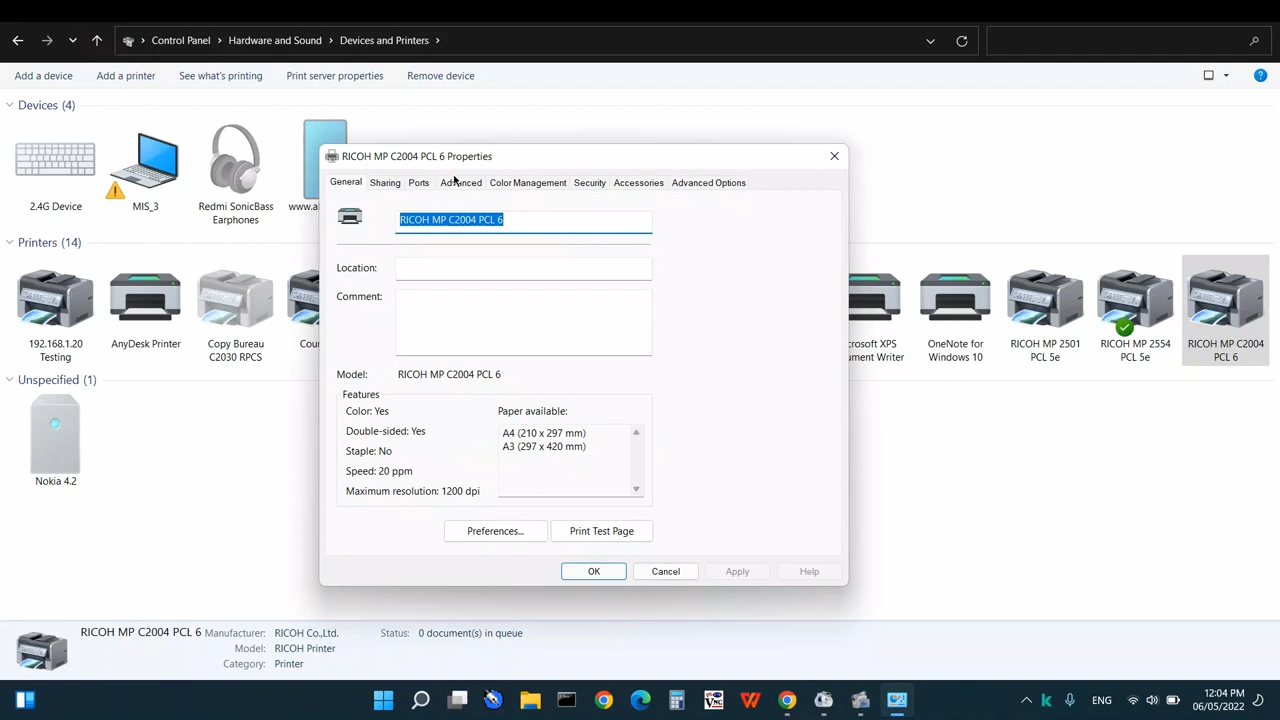 Control Panel
Hardware and Sound
Devices and Printers
Add a device
Add a printer
See what's printing
Print server properties
Remove device
Devices (4)
2.4G Device
MIS_3
Redmi SonicBass
Earphones
RICOH MP C2004 PCL 6 Properties
General
Sharing
Ports
Advanced
Color Management
Security
Accessories
Advanced Options
RICOH MP C2004 PCL 6
Location:
Comment:
Model: RICOH MP C2004 PCL 6
Features
Color: Yes
Double-sided: Yes
Staple: No
Speed: 20 ppm
Maximum resolution: 1200 dpi
Paper available:
A4 (210 x 297 mm)
A3 (297 x 420 mm)
Preferences...
Print Test Page
OK
Cancel
Apply
Help
Printers (14)
192.168.1.20
Testing
AnyDesk Printer
Copy Bureau
C2030 RPCS
OneNote for
Windows 10
RICOH MP 2501
PCL 5e
RICOH MP 2554
PCL 5e
RICOH MP C2004
PCL 6
Unspecified (1)
Nokia 4.2
RICOH MP C2004 PCL 6
Manufacturer: RICOH Co.,Ltd.
Model: RICOH Printer
Category: Printer
Status: 0 document(s) in queue
ENG
12:04 PM
06/05/2022